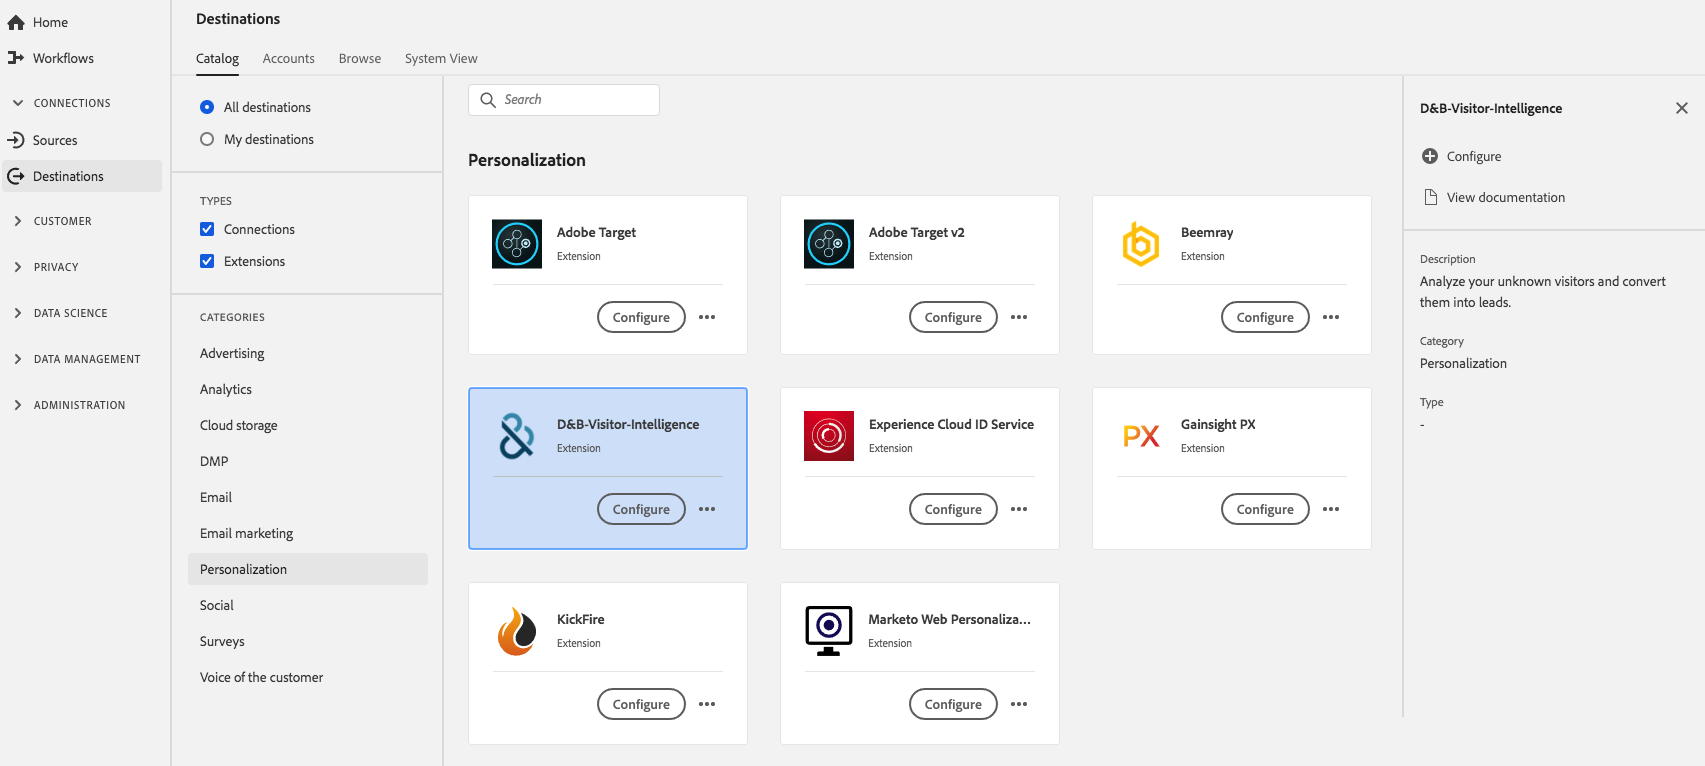 Home
Workflows
CONNECTIONS
Sources
Destinations
CUSTOMER
PRIVACY
DATA SCIENCE
DATA MANAGEMENT
ADMINISTRATION
Destinations
Catalog
Accounts
Browse
System View
All destinations
My destinations
TYPES
Connections
Extensions
CATEGORIES
Advertising
Analytics
Cloud storage
DMP
Email
Email marketing
Personalization
Social
Surveys
Voice of the customer
Search
Personalization
Adobe Target
Extension
Configure
Adobe Target v2
Extension
Configure
Beemray
Extension
Configure
D&B-Visitor-Intelligence
Extension
Configure
Experience Cloud ID Service
Extension
Configure
PX
Gainsight PX
Extension
Configure
KickFire
Extension
Configure
Marketo Web Personaliza...
Extension
Configure
D&B-Visitor-Intelligence
Configure
View documentation
Description
Analyze your unknown visitors and convert
them into leads.
Category
Personalization
Type
-